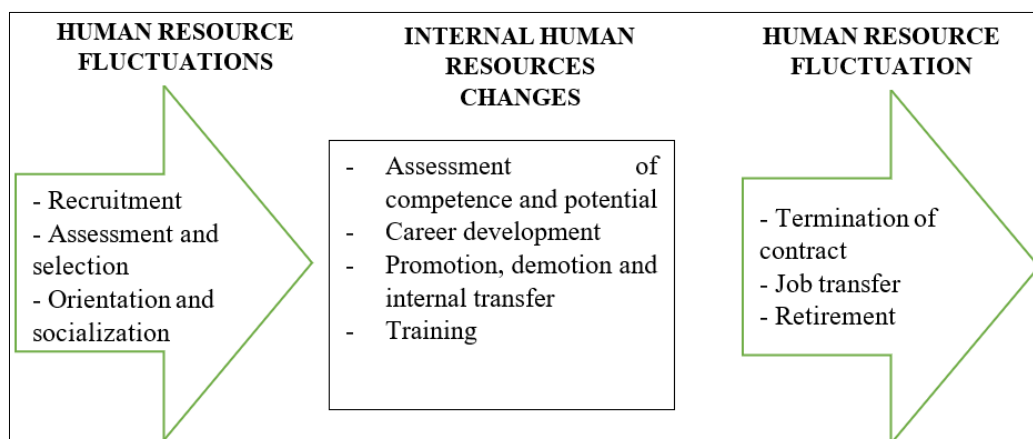 HUMAN RESOURCE
FLUCTUATIONS
- Recruitment
- Assessment and
selection
- Orientation and
socialization
INTERNAL HUMAN
RESOURCES
CHANGES
- Assessment of
competence and potential
- Career development
- Promotion, demotion and
internal transfer
- Training
HUMAN RESOURCE
FLUCTUATION
- Termination of
contract
- Job transfer
- Retirement